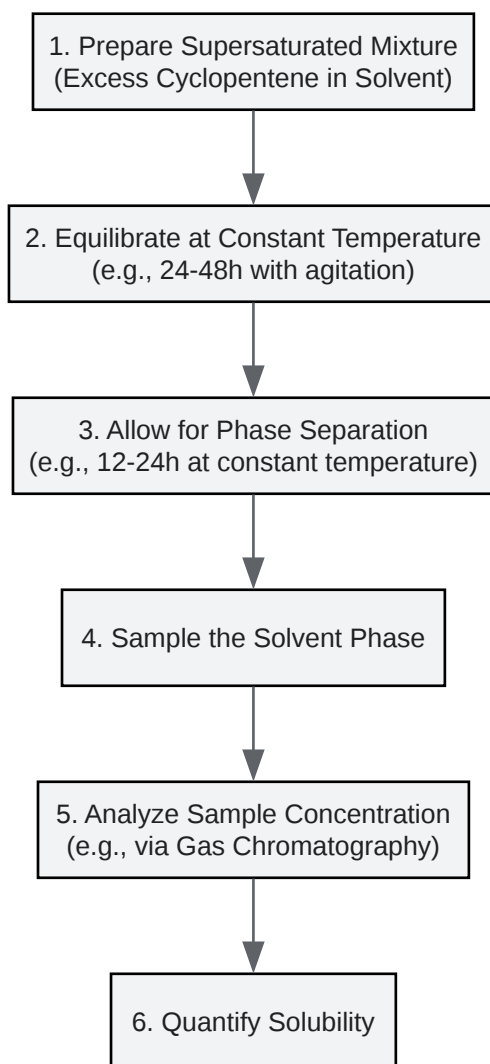 1. Prepare Supersaturated Mixture
(Excess Cyclopentene in Solvent)
2. Equilibrate at Constant Temperature
(e.g., 24-48h with agitation)
3. Allow for Phase Separation
(e.g., 12-24h at constant temperature)
4. Sample the Solvent Phase
5. Analyze Sample Concentration
(e.g., via Gas Chromatography)
6. Quantify Solubility